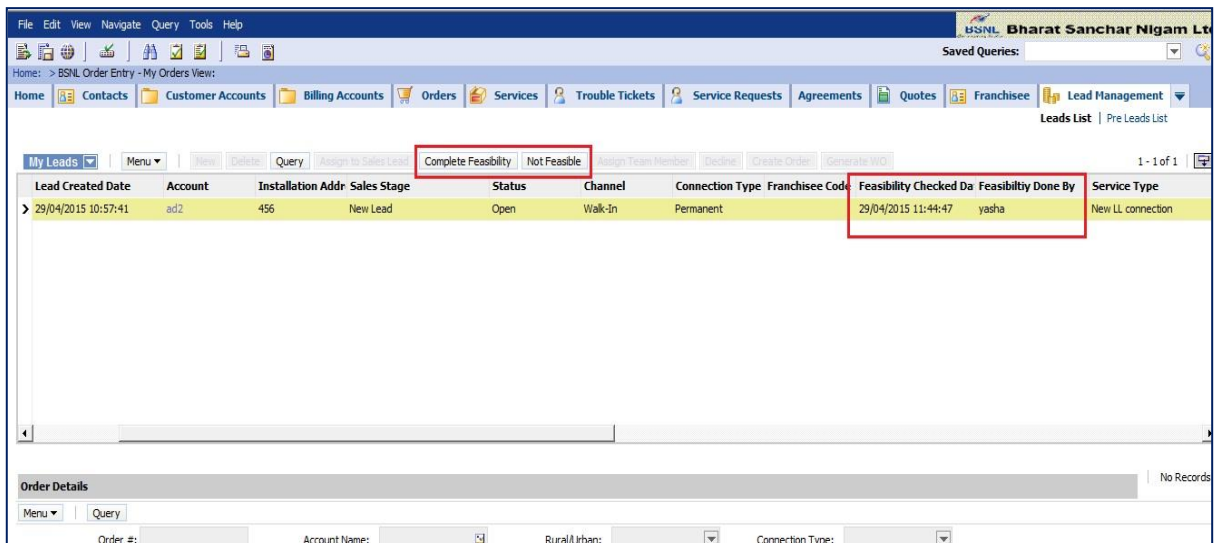 File Edit View Navigate Query Tools Help
BSNL Bharat Sanchar Nigam Ltd
Saved Queries:
Home: > BSNL Order Entry - My Orders View:
Home Contacts Customer Accounts Billing Accounts Orders Services Trouble Tickets Service Requests Agreements Quotes Franchisee Lead Management
Leads List | Pre Leads List
My Leads Menu New Delete Query Assign to Sales Lead Complete Feasibility Not Feasible Assign Team Member Decline Create Order Generate WO 1 - 1 of 1
Lead Created Date Account Installation Addr Sales Stage Status Channel Connection Type Franchisee Code Feasibility Checked Da Feasibiltiy Done By Service Type
29/04/2015 10:57:41 ad2 456 New Lead Open Walk-In Permanent 29/04/2015 11:44:47 yasha New LL connection
No Records
Order Details
Menu Query
Order #: Account Name: Rural/Urban: Connection Type: